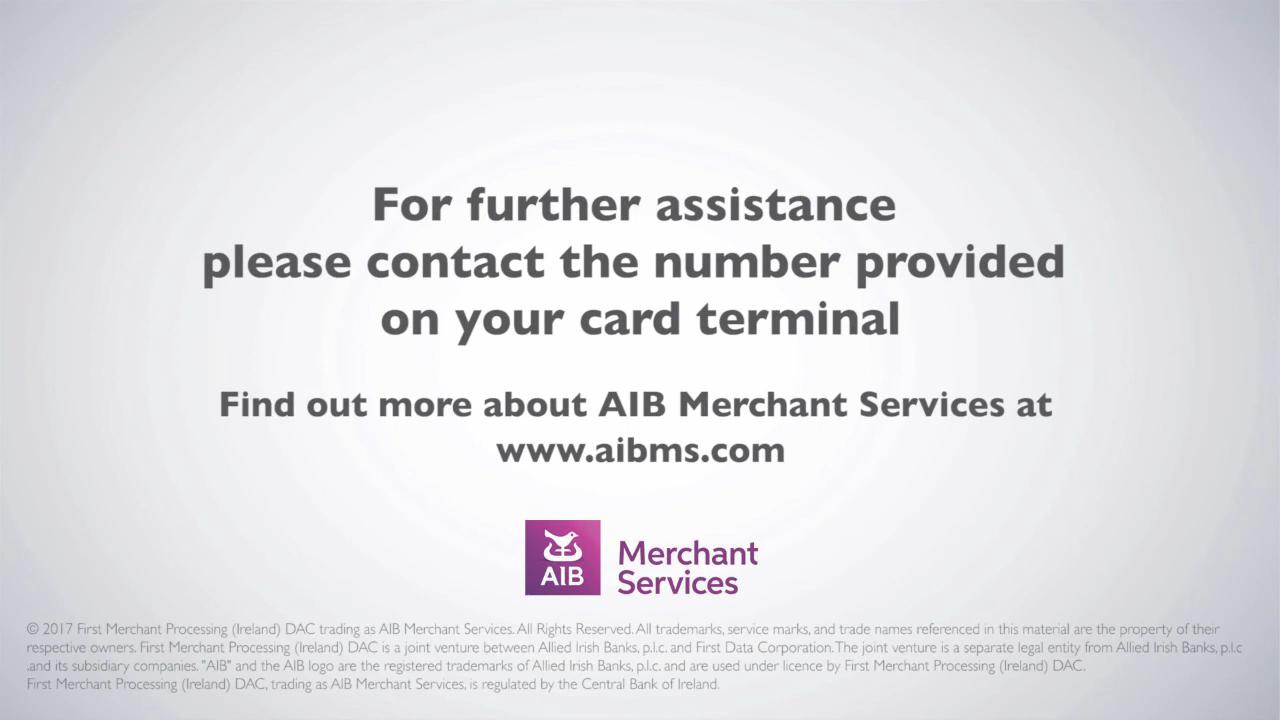 For further assistance
please contact the number provided
on your card terminal
Find out more about AIB Merchant Services at
www.aibms.com
AIB
Merchant
Services
© 2017 First Merchant Processing (Ireland) DAC trading as AIB Merchant Services. All Rights Reserved. All trademarks, service marks, and trade names referenced in this material are the property of their
respective owners. First Merchant Processing (Ireland) DAC is a joint venture between Allied Irish Banks, p.l.c. and First Data Corporation. The joint venture is a separate legal entity from Allied Irish Banks, p.l.c
.and its subsidiary companies. "AIB" and the AIB logo are the registered trademarks of Allied Irish Banks, p.l.c. and are used under licence by First Merchant Processing (Ireland) DAC.
First Merchant Processing (Ireland) DAC, trading as AIB Merchant Services, is regulated by the Central Bank of Ireland.